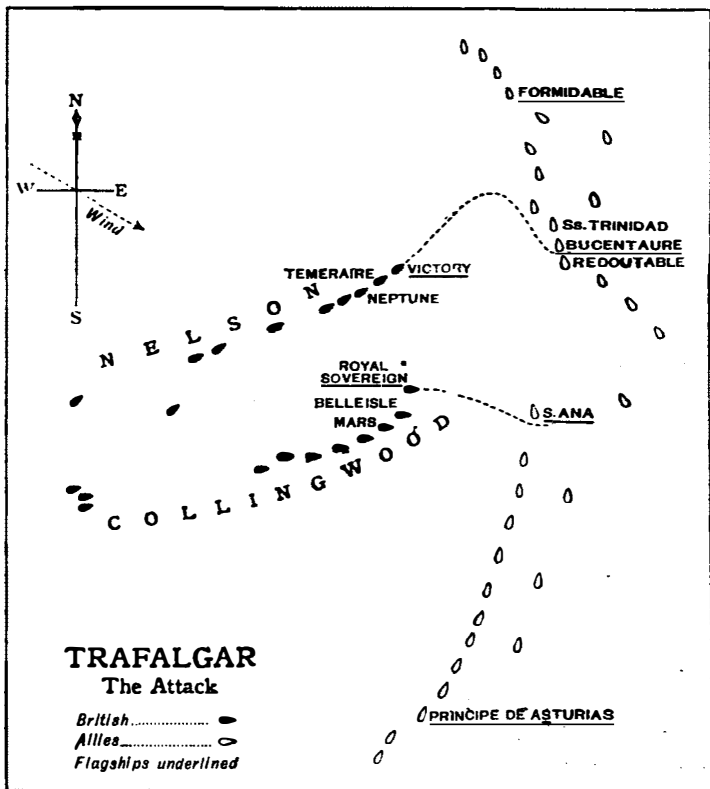 FORMIDABLE
N
W E
Wind
S
Ss. TRINIDAD
BUCENTAURE
REDOUTABLE
TEMERAIRE VICTORY
NEPTUNE
NELSON
ROYAL
SOVEREIGN
BELLEISLE
MARS
S. ANA
COLLINGWOOD
TRAFALGAR
The Attack
British
Allies
Flagships underlined
PRINCIPE DE ASTURIAS